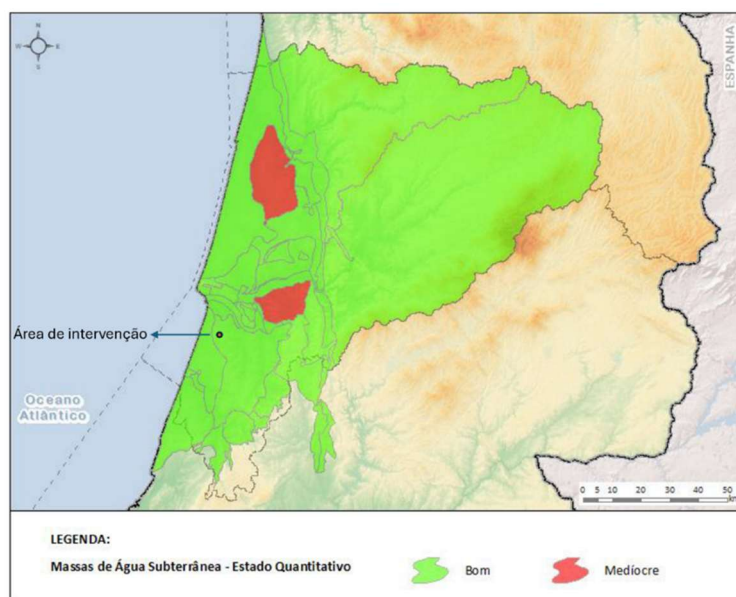 N
W
E
S
ESPANHA
Área de intervenção
Oceano
Atlântico
0 5 10 20 30 40 50
km
LEGENDA:
Massas de Água Subterrânea - Estado Quantitativo
Bom
Medíocre